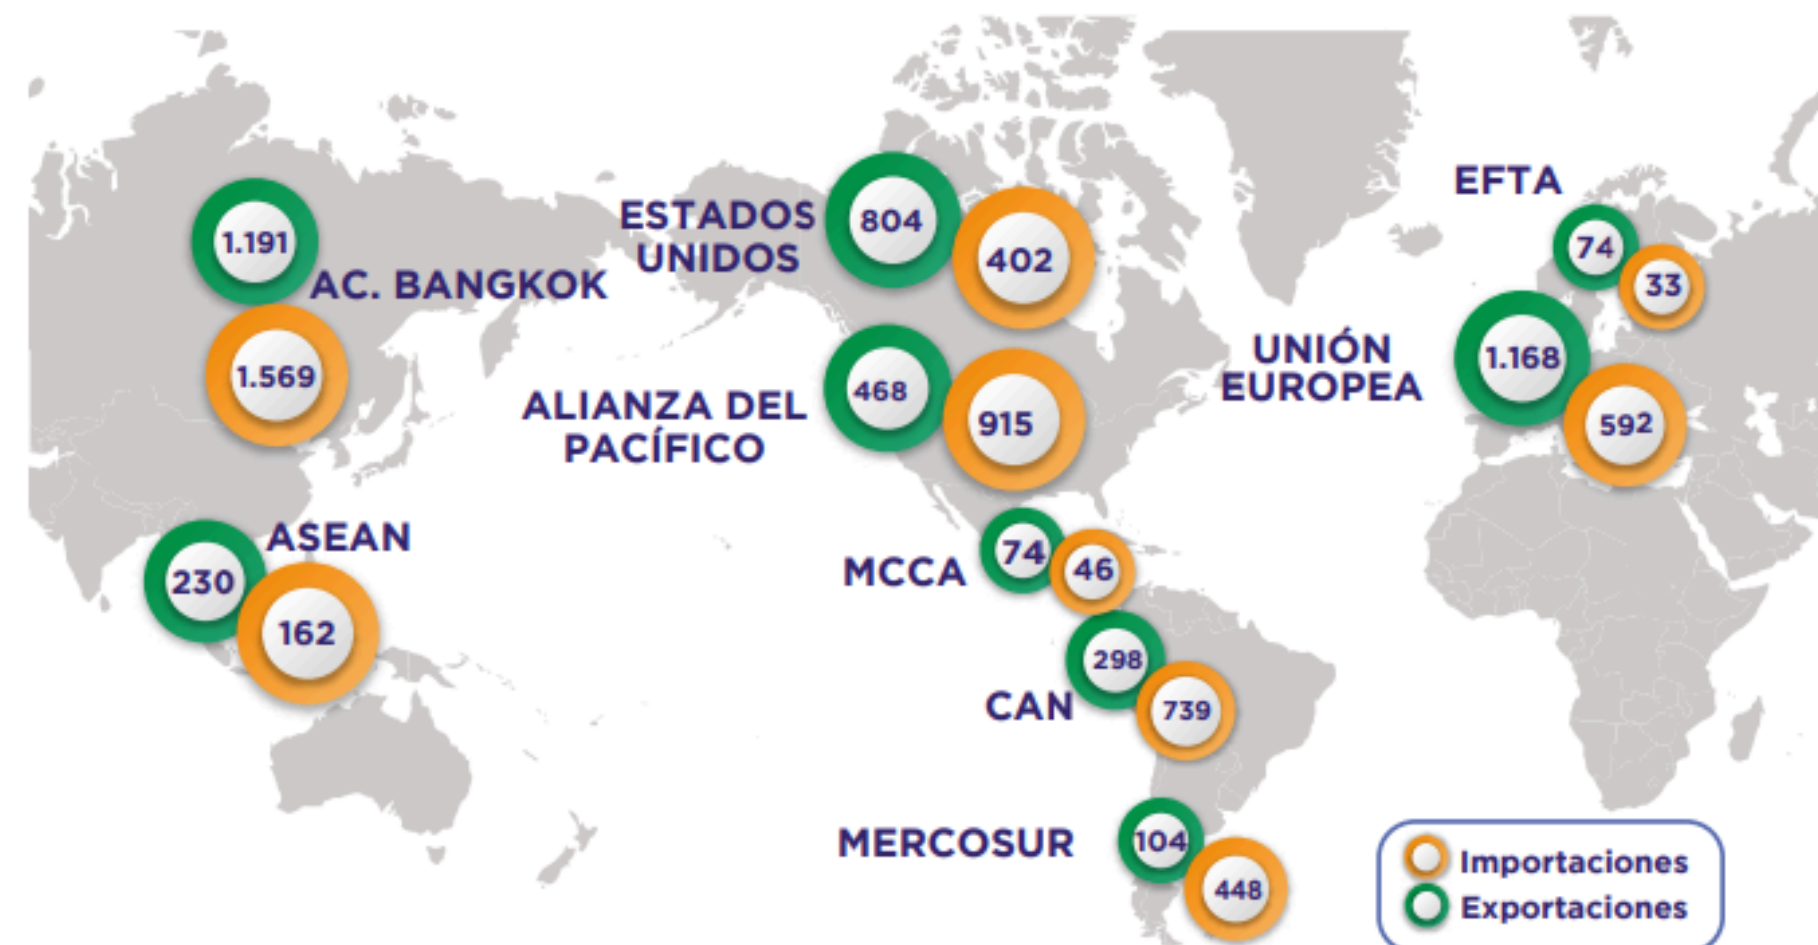 1.191
AC. BANGKOK
1.569
ASEAN
230
162
ESTADOS
UNIDOS
804
402
ALIANZA DEL
PACÍFICO
468
915
MCCA
74
46
CAN
298
739
MERCOSUR
104
448
EFTA
74
33
UNIÓN
EUROPEA
1.168
592
Importaciones
Exportaciones